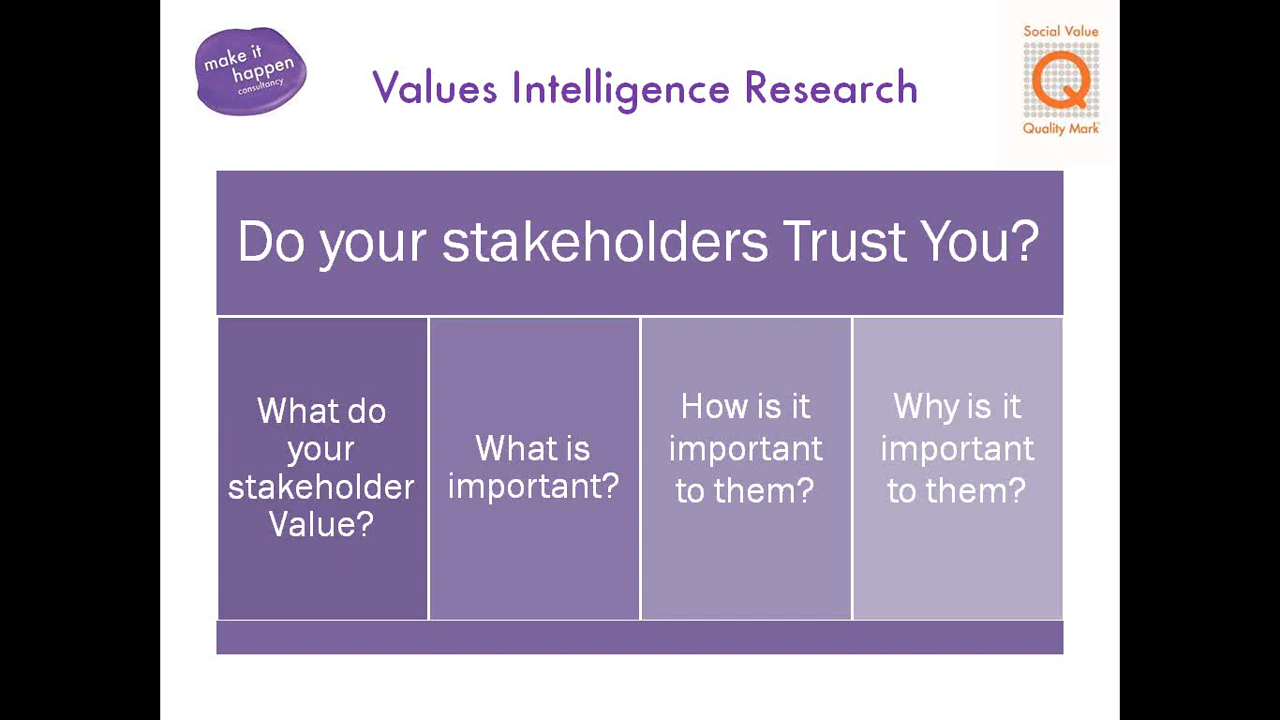 make it
happen
consultancy
Values Intelligence Research
Social Value
Q
Quality Mark™
Do your stakeholders Trust You?
What do
your
stakeholder
Value?
What is
important?
How is it
important
to them?
Why is it
important
to them?